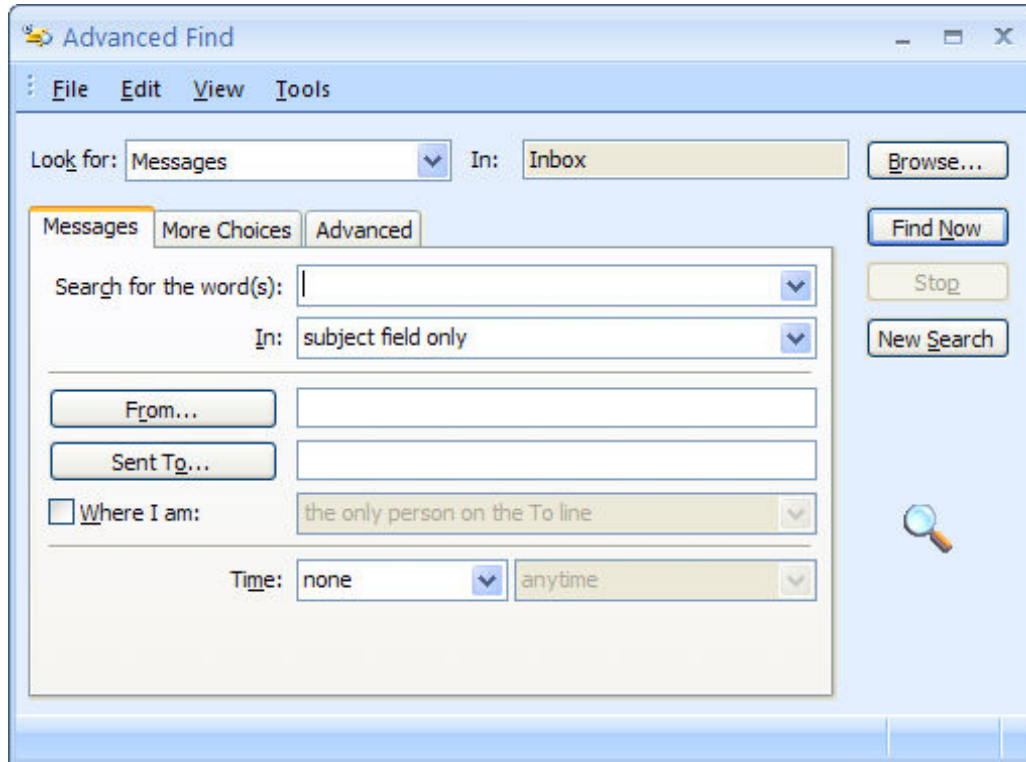 Advanced Find
File Edit View Tools
Look for: Messages In: Inbox Browse...
Messages More Choices Advanced Find Now
Search for the word(s): Stop
In: subject field only New Search
From...
Sent To...
Where I am: the only person on the To line
Time: none anytime